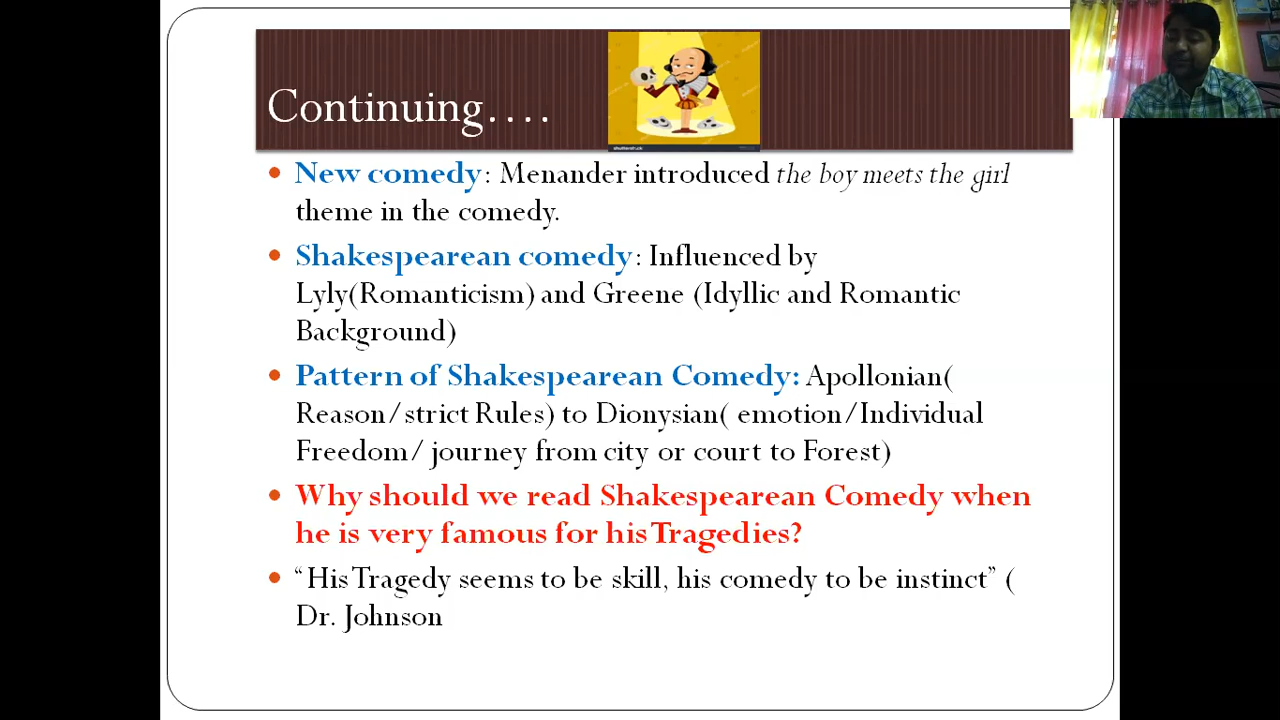 Continuing….
shutterstock
New comedy: Menander introduced the boy meets the girl
theme in the comedy.
Shakespearean comedy: Influenced by
Lyly(Romanticism) and Greene (Idyllic and Romantic
Background)
Pattern of Shakespearean Comedy: Apollonian(
Reason/strict Rules) to Dionysian( emotion/Individual
Freedom/ journey from city or court to Forest)
Why should we read Shakespearean Comedy when
he is very famous for his Tragedies?
“His Tragedy seems to be skill, his comedy to be instinct” (
Dr. Johnson